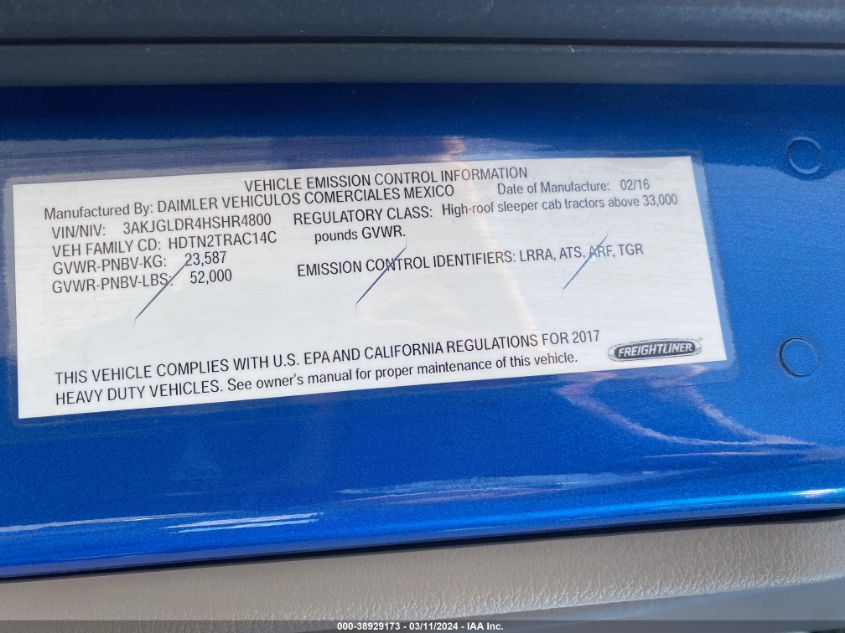 VEHICLE EMISSION CONTROL INFORMATION
Manufactured By: DAIMLER VEHICULOS COMERCIALES MEXICO Date of Manufacture: 02/16
VIN/NIV: 3AKJGLDR4HSHR4800 REGULATORY CLASS: High-roof sleeper cab tractors above 33,000
VEH FAMILY CD: HDTN2TRAC14C pounds GVWR.
GVWR-PNBV-KG: 23,587
GVWR-PNBV-LBS: 52,000 EMISSION CONTROL IDENTIFIERS: LRRA, ATS, ARF, TGR
THIS VEHICLE COMPLIES WITH U.S. EPA AND CALIFORNIA REGULATIONS FOR 2017
HEAVY DUTY VEHICLES. See owner's manual for proper maintenance of this vehicle.
FREIGHTLINER
000-38929173 - 03/11/2024 - IAA Inc.